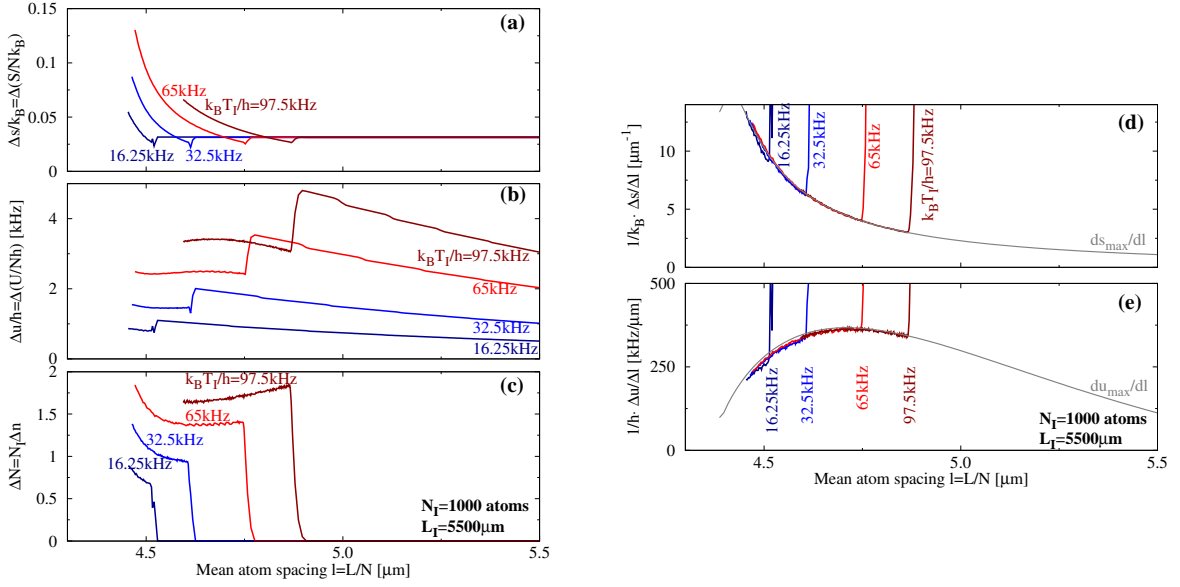 (a)
0.15
0.1
0.05
0
Δs/k_B=Δ(S/Nk_B)
65kHz
k_BT_I/h=97.5kHz
16.25kHz
32.5kHz
(b)
6
4
2
0
Δu/h=Δ(U/Nh) [kHz]
k_BT_I/h=97.5kHz
65kHz
32.5kHz
16.25kHz
(c)
2
1.5
1
0.5
0
ΔN=N_IΔn
k_BT_I/h=97.5kHz
65kHz
32.5kHz
16.25kHz
N_I=1000 atoms
L_I=5500μm
4.5
5.0
5.5
Mean atom spacing l=L/N [μm]
(d)
10
5
0
1/k_B· Δs/Δl [μm⁻¹]
16.25kHz
32.5kHz
65kHz
k_BT_I/h=97.5kHz
ds_max/dl
(e)
500
250
0
1/h· Δu/Δl [kHz/μm]
16.25kHz
32.5kHz
65kHz
97.5kHz
du_max/dl
N_I=1000 atoms
L_I=5500μm
4.5
5.0
5.5
Mean atom spacing l=L/N [μm]